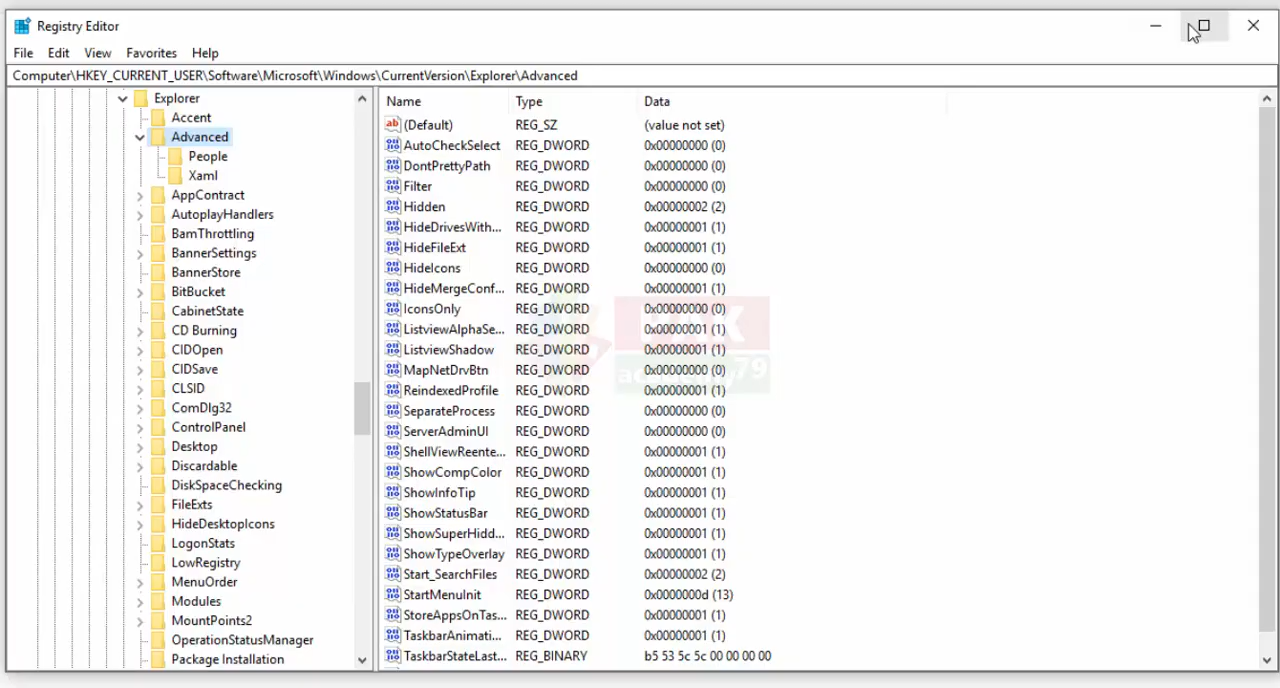 Registry Editor
File Edit View Favorites Help
Computer\HKEY_CURRENT_USER\Software\Microsoft\Windows\CurrentVersion\Explorer\Advanced
Explorer
Accent
Advanced
People
Xaml
AppContract
AutoplayHandlers
BamThrottling
BannerSettings
BannerStore
BitBucket
CabinetState
CD Burning
CIDOpen
CIDSave
CLSID
ComDlg32
ControlPanel
Desktop
Discardable
DiskSpaceChecking
FileExts
HideDesktopIcons
LogonStats
LowRegistry
MenuOrder
Modules
MountPoints2
OperationStatusManager
Package Installation
Name Type Data
(Default) REG_SZ (value not set)
AutoCheckSelect REG_DWORD 0x00000000 (0)
DontPrettyPath REG_DWORD 0x00000000 (0)
Filter REG_DWORD 0x00000000 (0)
Hidden REG_DWORD 0x00000002 (2)
HideDrivesWith... REG_DWORD 0x00000001 (1)
HideFileExt REG_DWORD 0x00000001 (1)
HideIcons REG_DWORD 0x00000000 (0)
HideMergeConf... REG_DWORD 0x00000001 (1)
IconsOnly REG_DWORD 0x00000000 (0)
ListviewAlphaSe... REG_DWORD 0x00000001 (1)
ListviewShadow REG_DWORD 0x00000001 (1)
MapNetDrvBtn REG_DWORD 0x00000000 (0)
ReindexedProfile REG_DWORD 0x00000001 (1)
SeparateProcess REG_DWORD 0x00000000 (0)
ServerAdminUI REG_DWORD 0x00000000 (0)
ShellViewReente... REG_DWORD 0x00000001 (1)
ShowCompColor REG_DWORD 0x00000001 (1)
ShowInfoTip REG_DWORD 0x00000001 (1)
ShowStatusBar REG_DWORD 0x00000001 (1)
ShowSuperHidd... REG_DWORD 0x00000001 (1)
ShowTypeOverlay REG_DWORD 0x00000001 (1)
Start_SearchFiles REG_DWORD 0x00000002 (2)
StartMenuInit REG_DWORD 0x0000000d (13)
StoreAppsOnTas... REG_DWORD 0x00000001 (1)
TaskbarAnimati... REG_DWORD 0x00000001 (1)
TaskbarStateLast... REG_BINARY b5 53 5c 5c 00 00 00 00